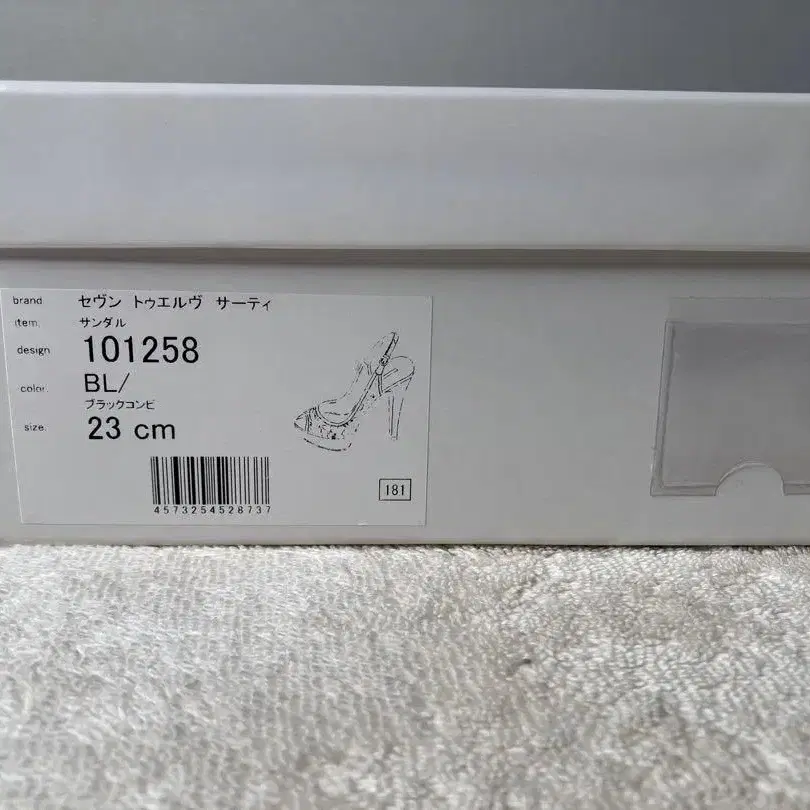 brand セヴン トゥエルヴ サーティ
item. サンダル
design 101258
color. BL/
ブラックコンビ
size. 23 cm
4573254528737
181